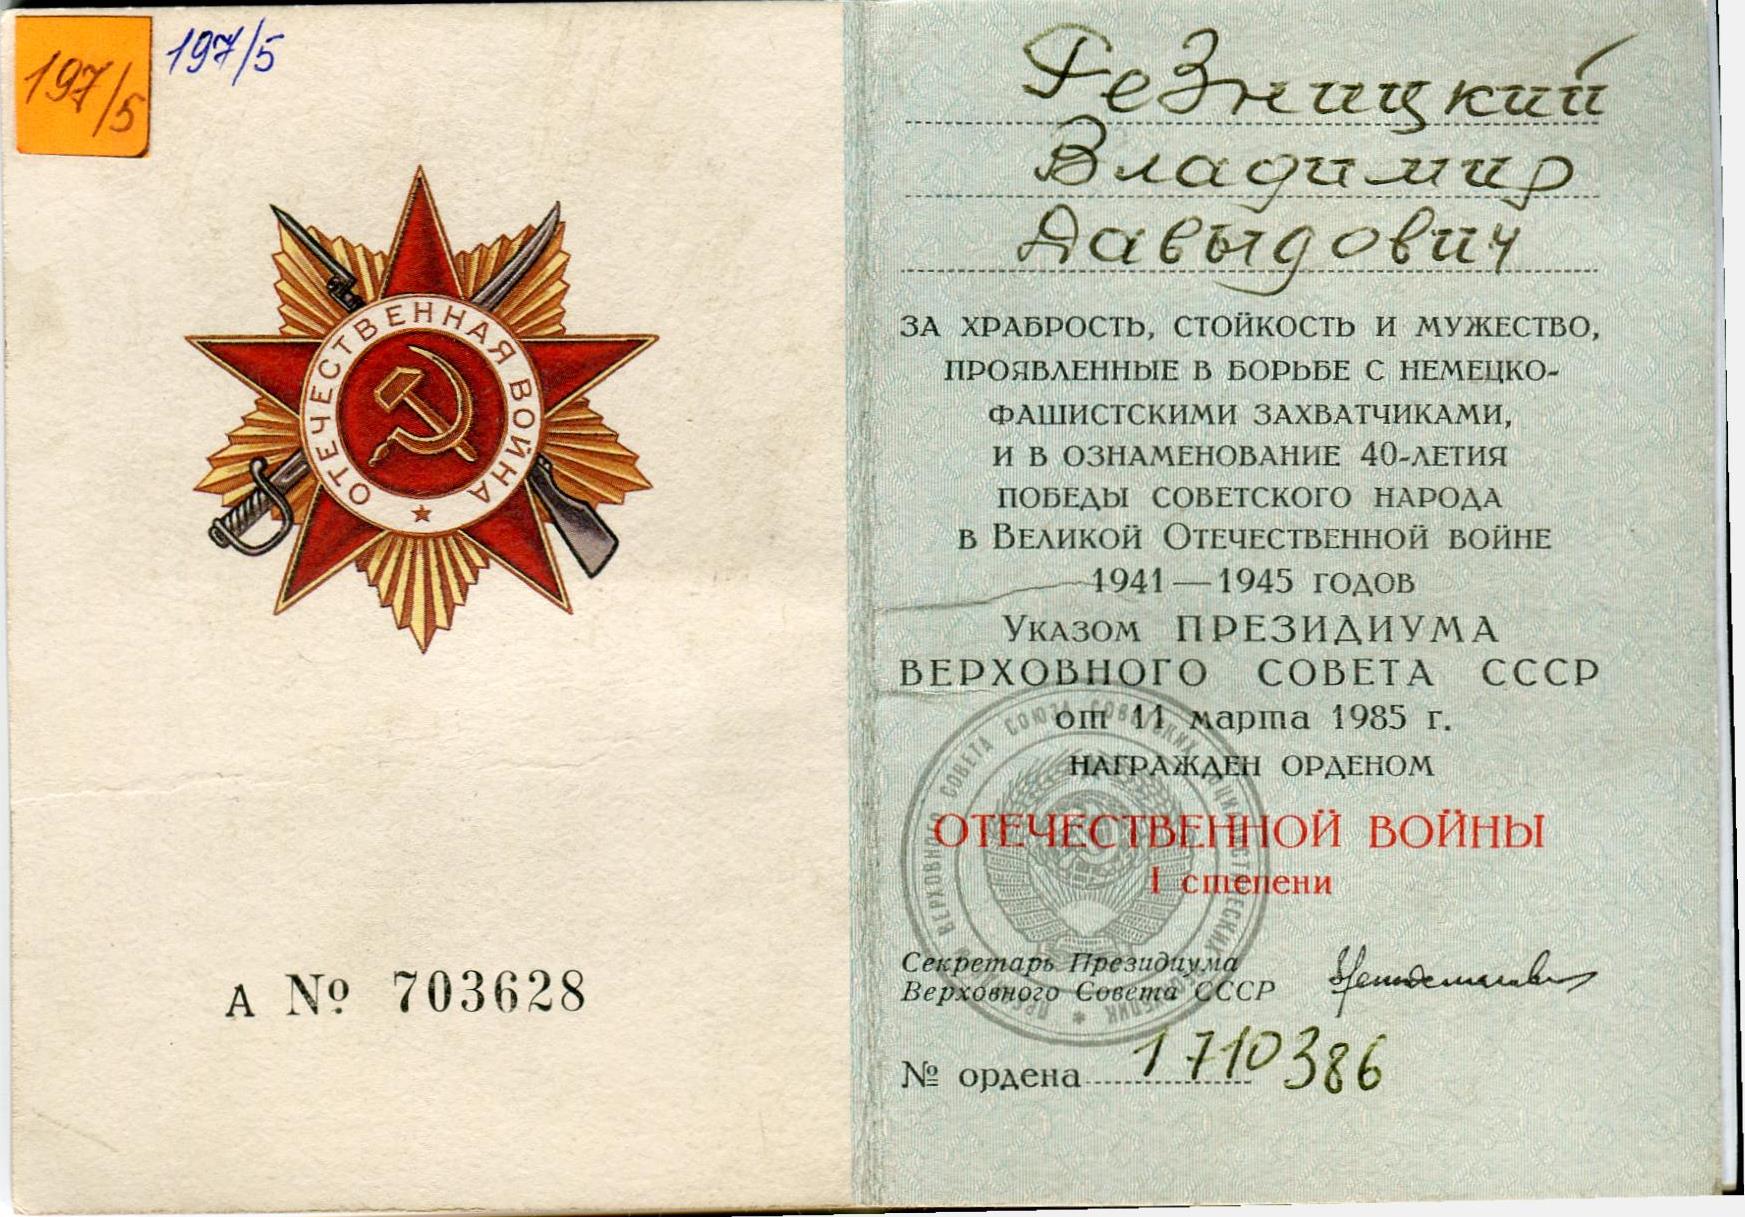 197/5
197/5
ОТЕЧЕСТВЕННАЯ ВОЙНА
А № 703628
Резницкий
Владимир
Давыдович
ЗА ХРАБРОСТЬ, СТОЙКОСТЬ И МУЖЕСТВО,
ПРОЯВЛЕННЫЕ В БОРЬБЕ С НЕМЕЦКО-
ФАШИСТСКИМИ ЗАХВАТЧИКАМИ,
И В ОЗНАМЕНОВАНИЕ 40-ЛЕТИЯ
ПОБЕДЫ СОВЕТСКОГО НАРОДА
В ВЕЛИКОЙ ОТЕЧЕСТВЕННОЙ ВОЙНЕ
1941—1945 ГОДОВ
УКАЗОМ ПРЕЗИДИУМА
ВЕРХОВНОГО СОВЕТА СССР
от 11 марта 1985 г.
НАГРАЖДЕН ОРДЕНОМ
ОТЕЧЕСТВЕННОЙ ВОЙНЫ
I степени
Секретарь Президиума
Верховного Совета СССР
№ ордена 1710386